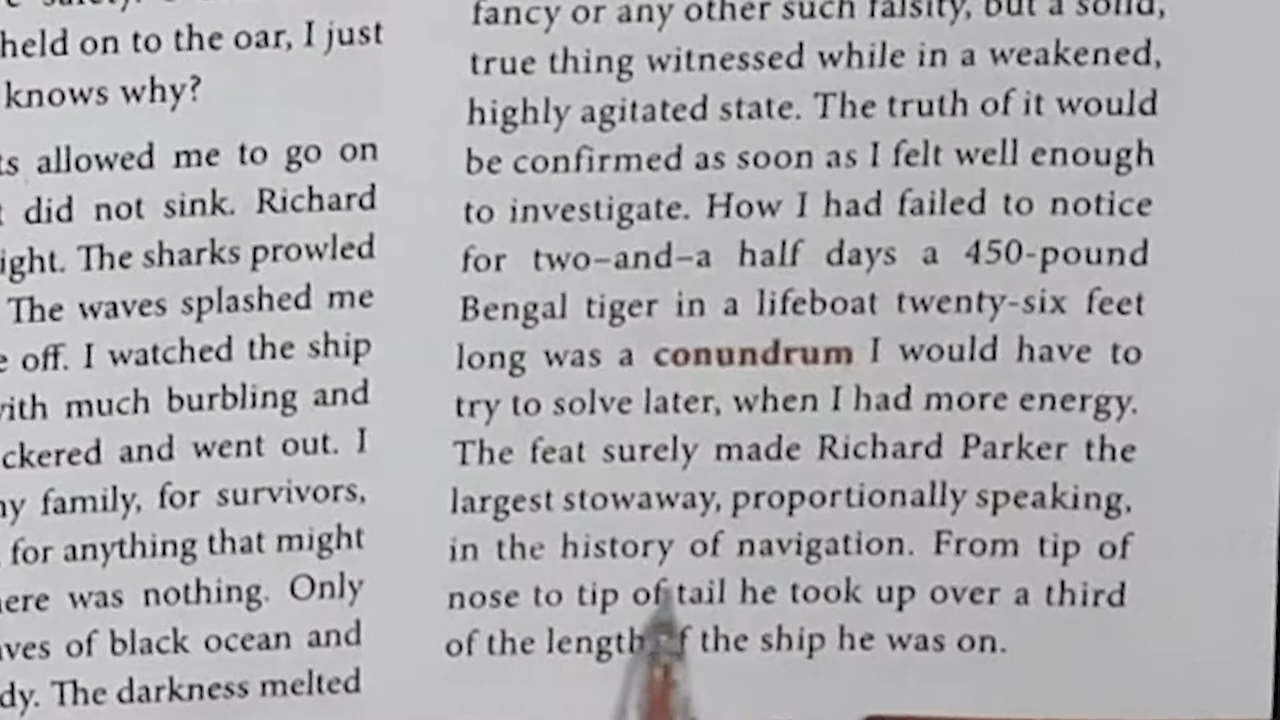 held on to the oar, I just
knows why?
allowed me to go on
did not sink. Richard
The sharks prowled
The waves splashed me
off. I watched the ship
with much burbling and
and went out. I
family, for survivors,
for anything that might
was nothing. Only
of black ocean and
The darkness melted
fancy or any other such falsity, but a solid,
true thing witnessed while in a weakened,
highly agitated state. The truth of it would
be confirmed as soon as I felt well enough
to investigate. How I had failed to notice
for two–and–a half days a 450-pound
Bengal tiger in a lifeboat twenty-six feet
long was a conundrum I would have to
try to solve later, when I had more energy.
The feat surely made Richard Parker the
largest stowaway, proportionally speaking,
in the history of navigation. From tip of
nose to tip of tail he took up over a third
of the length of the ship he was on.